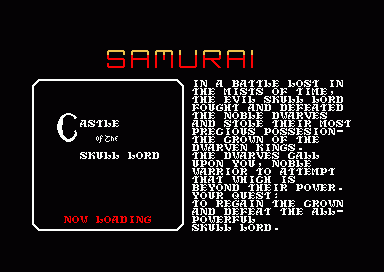 SAMURAI
CASTLE
of The
SKULL LORD
NOW LOADING
IN A BATTLE LOST IN
THE MISTS OF TIME,
THE EVIL SKULL LORD
FOUGHT AND DEFEATED
THE NOBLE DWARVES
AND STOLE THEIR MOST
PRECIOUS POSSESION-
THE CROWN OF THE
DWARVEN KINGS.
THE DWARVES CALL
UPON YOU, NOBLE
WARRIOR TO ATTEMPT
THAT WHICH IS
BEYOND THEIR POWER.
YOUR QUEST:
TO REGAIN THE CROWN
AND DEFEAT THE ALL-
POWERFUL
SKULL LORD.